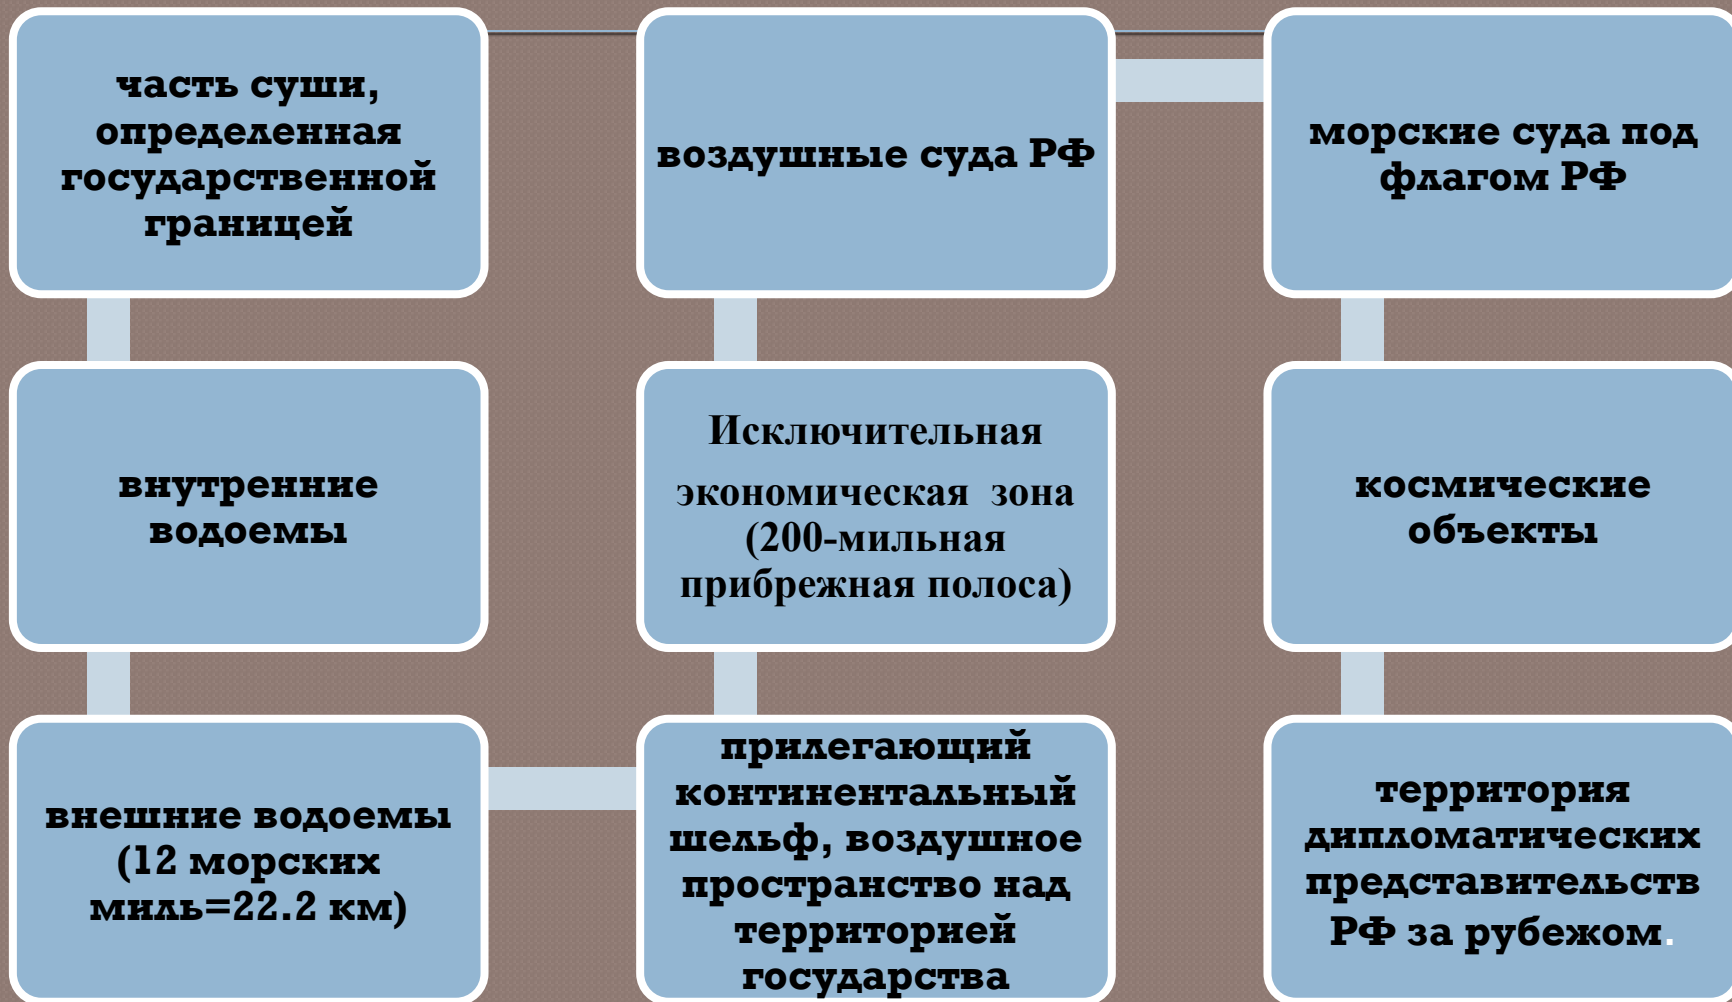 часть суши,
определенная
государственной
границей
внутренние
водоемы
внешние водоемы
(12 морских
миль=22.2 км)
прилегающий
континентальный
шельф, воздушное
пространство над
территорией
государства
Исключительная
экономическая зона
(200-мильная
прибрежная полоса)
воздушные суда РФ
морские суда под
флагом РФ
космические
объекты
территория
дипломатических
представительств
РФ за рубежом.